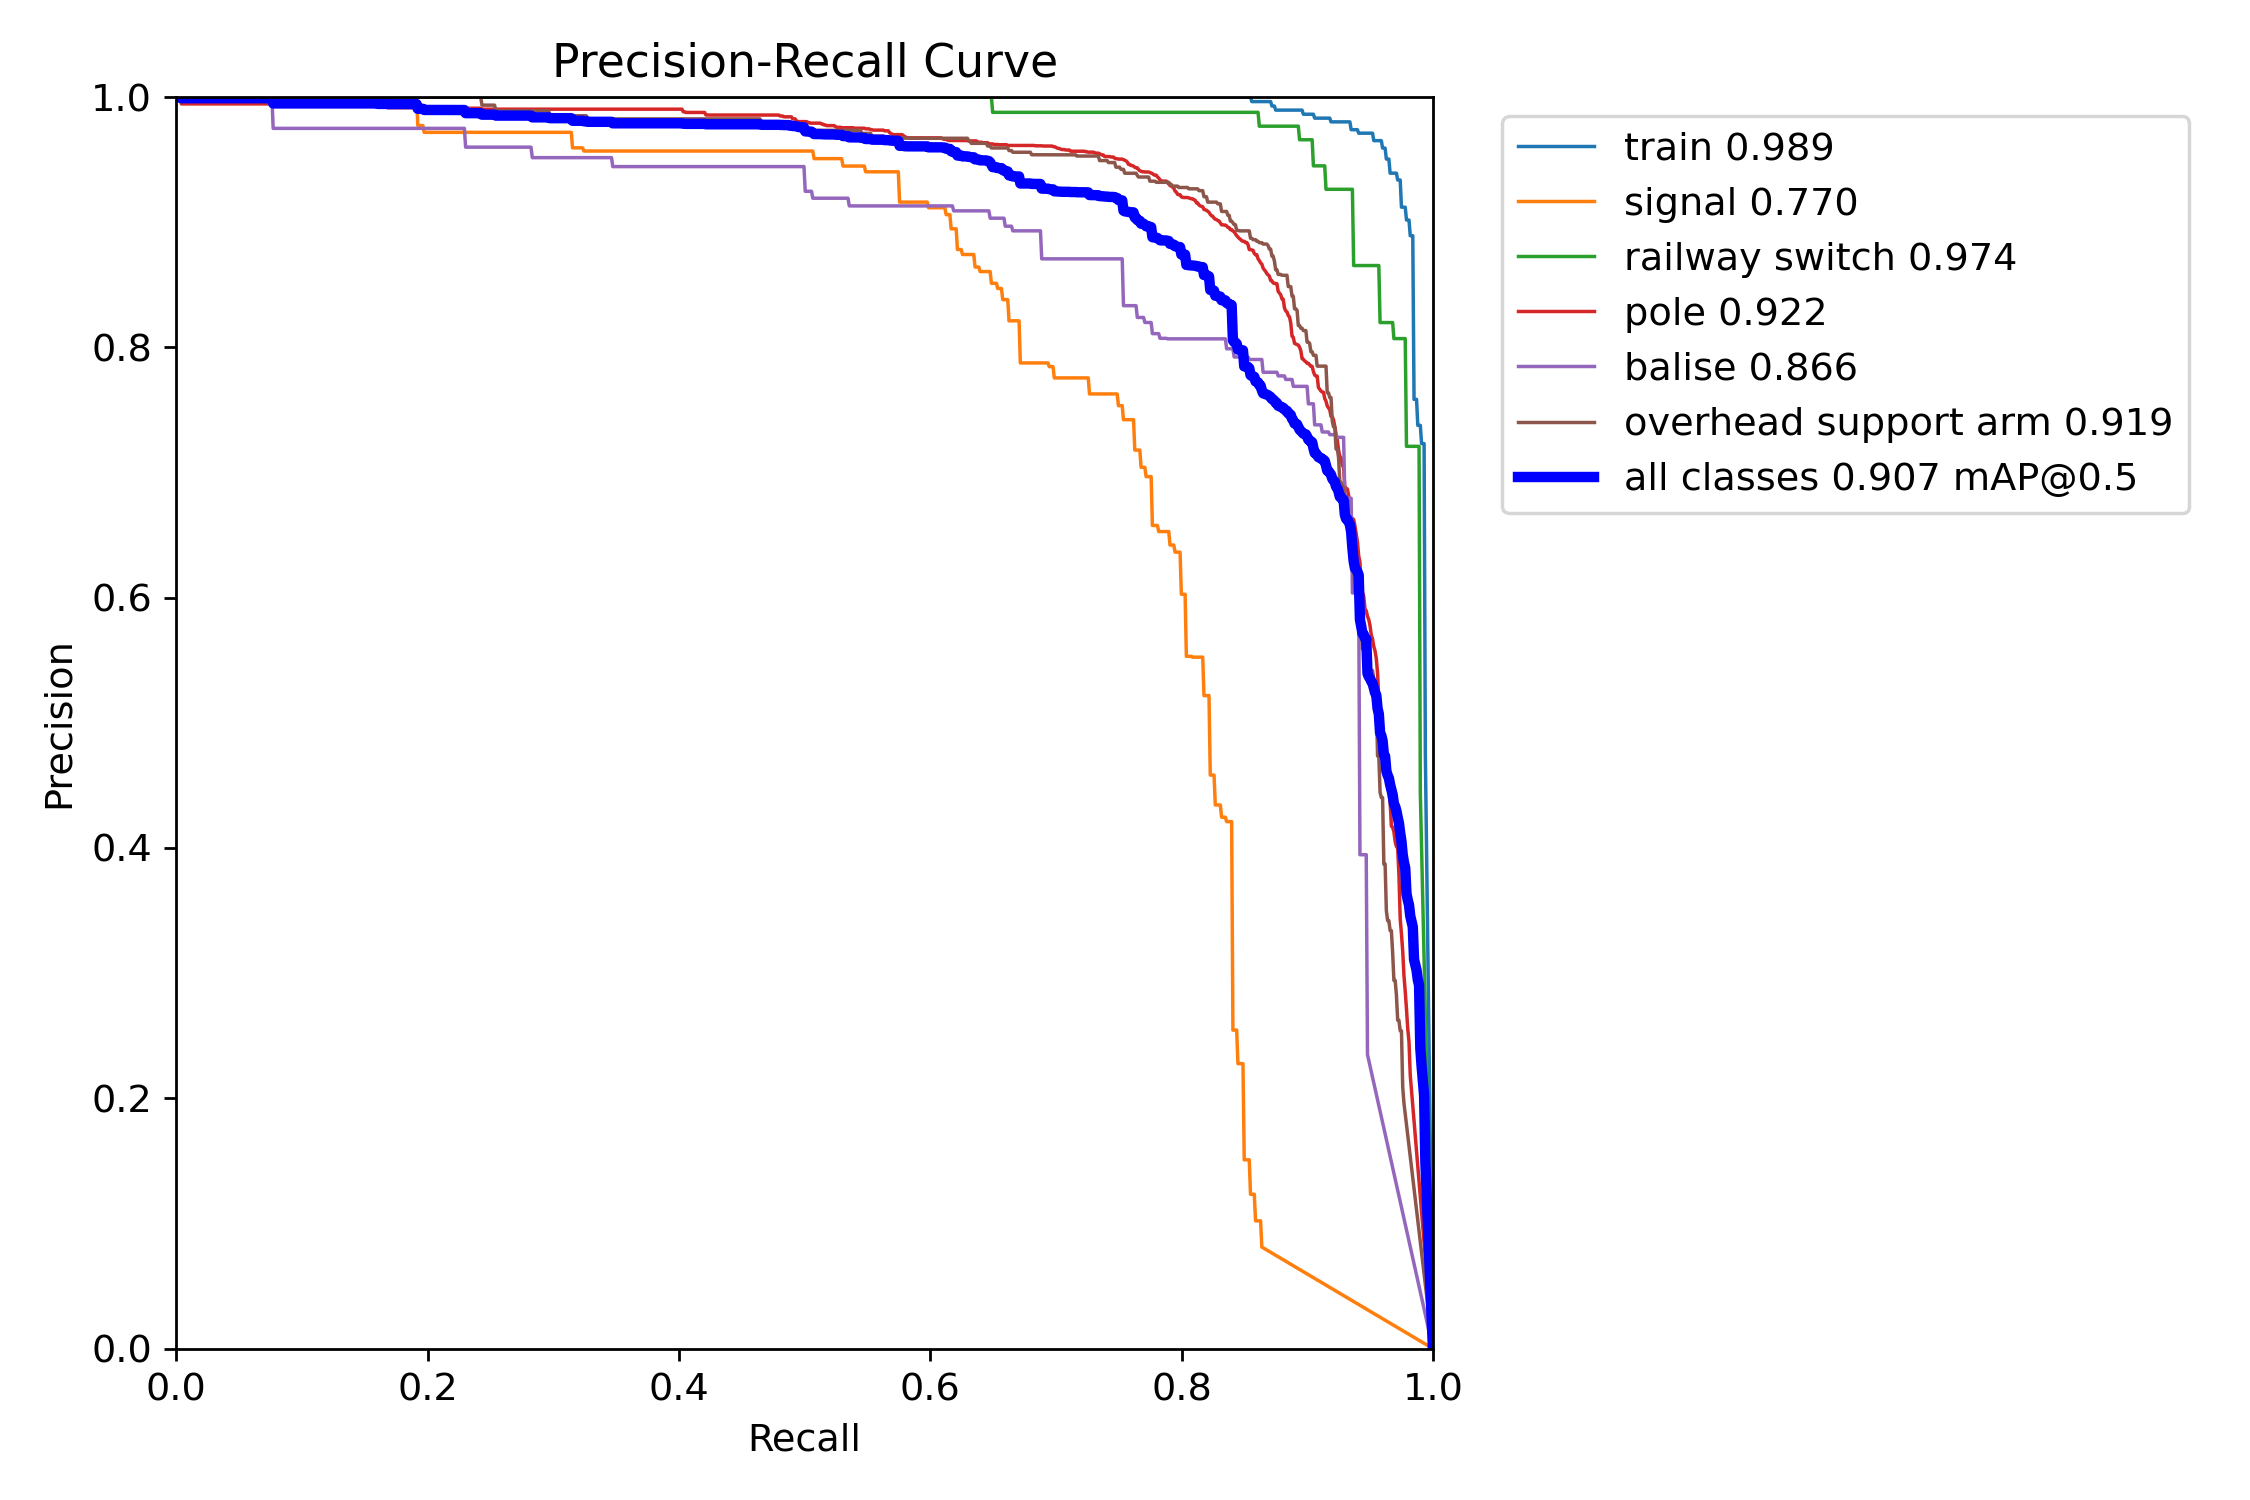 Precision-Recall Curve
1.0
0.8
0.6
0.4
0.2
0.0
Precision
0.0 0.2 0.4 0.6 0.8 1.0
Recall
train 0.989
signal 0.770
railway switch 0.974
pole 0.922
balise 0.866
overhead support arm 0.919
all classes 0.907 mAP@0.5